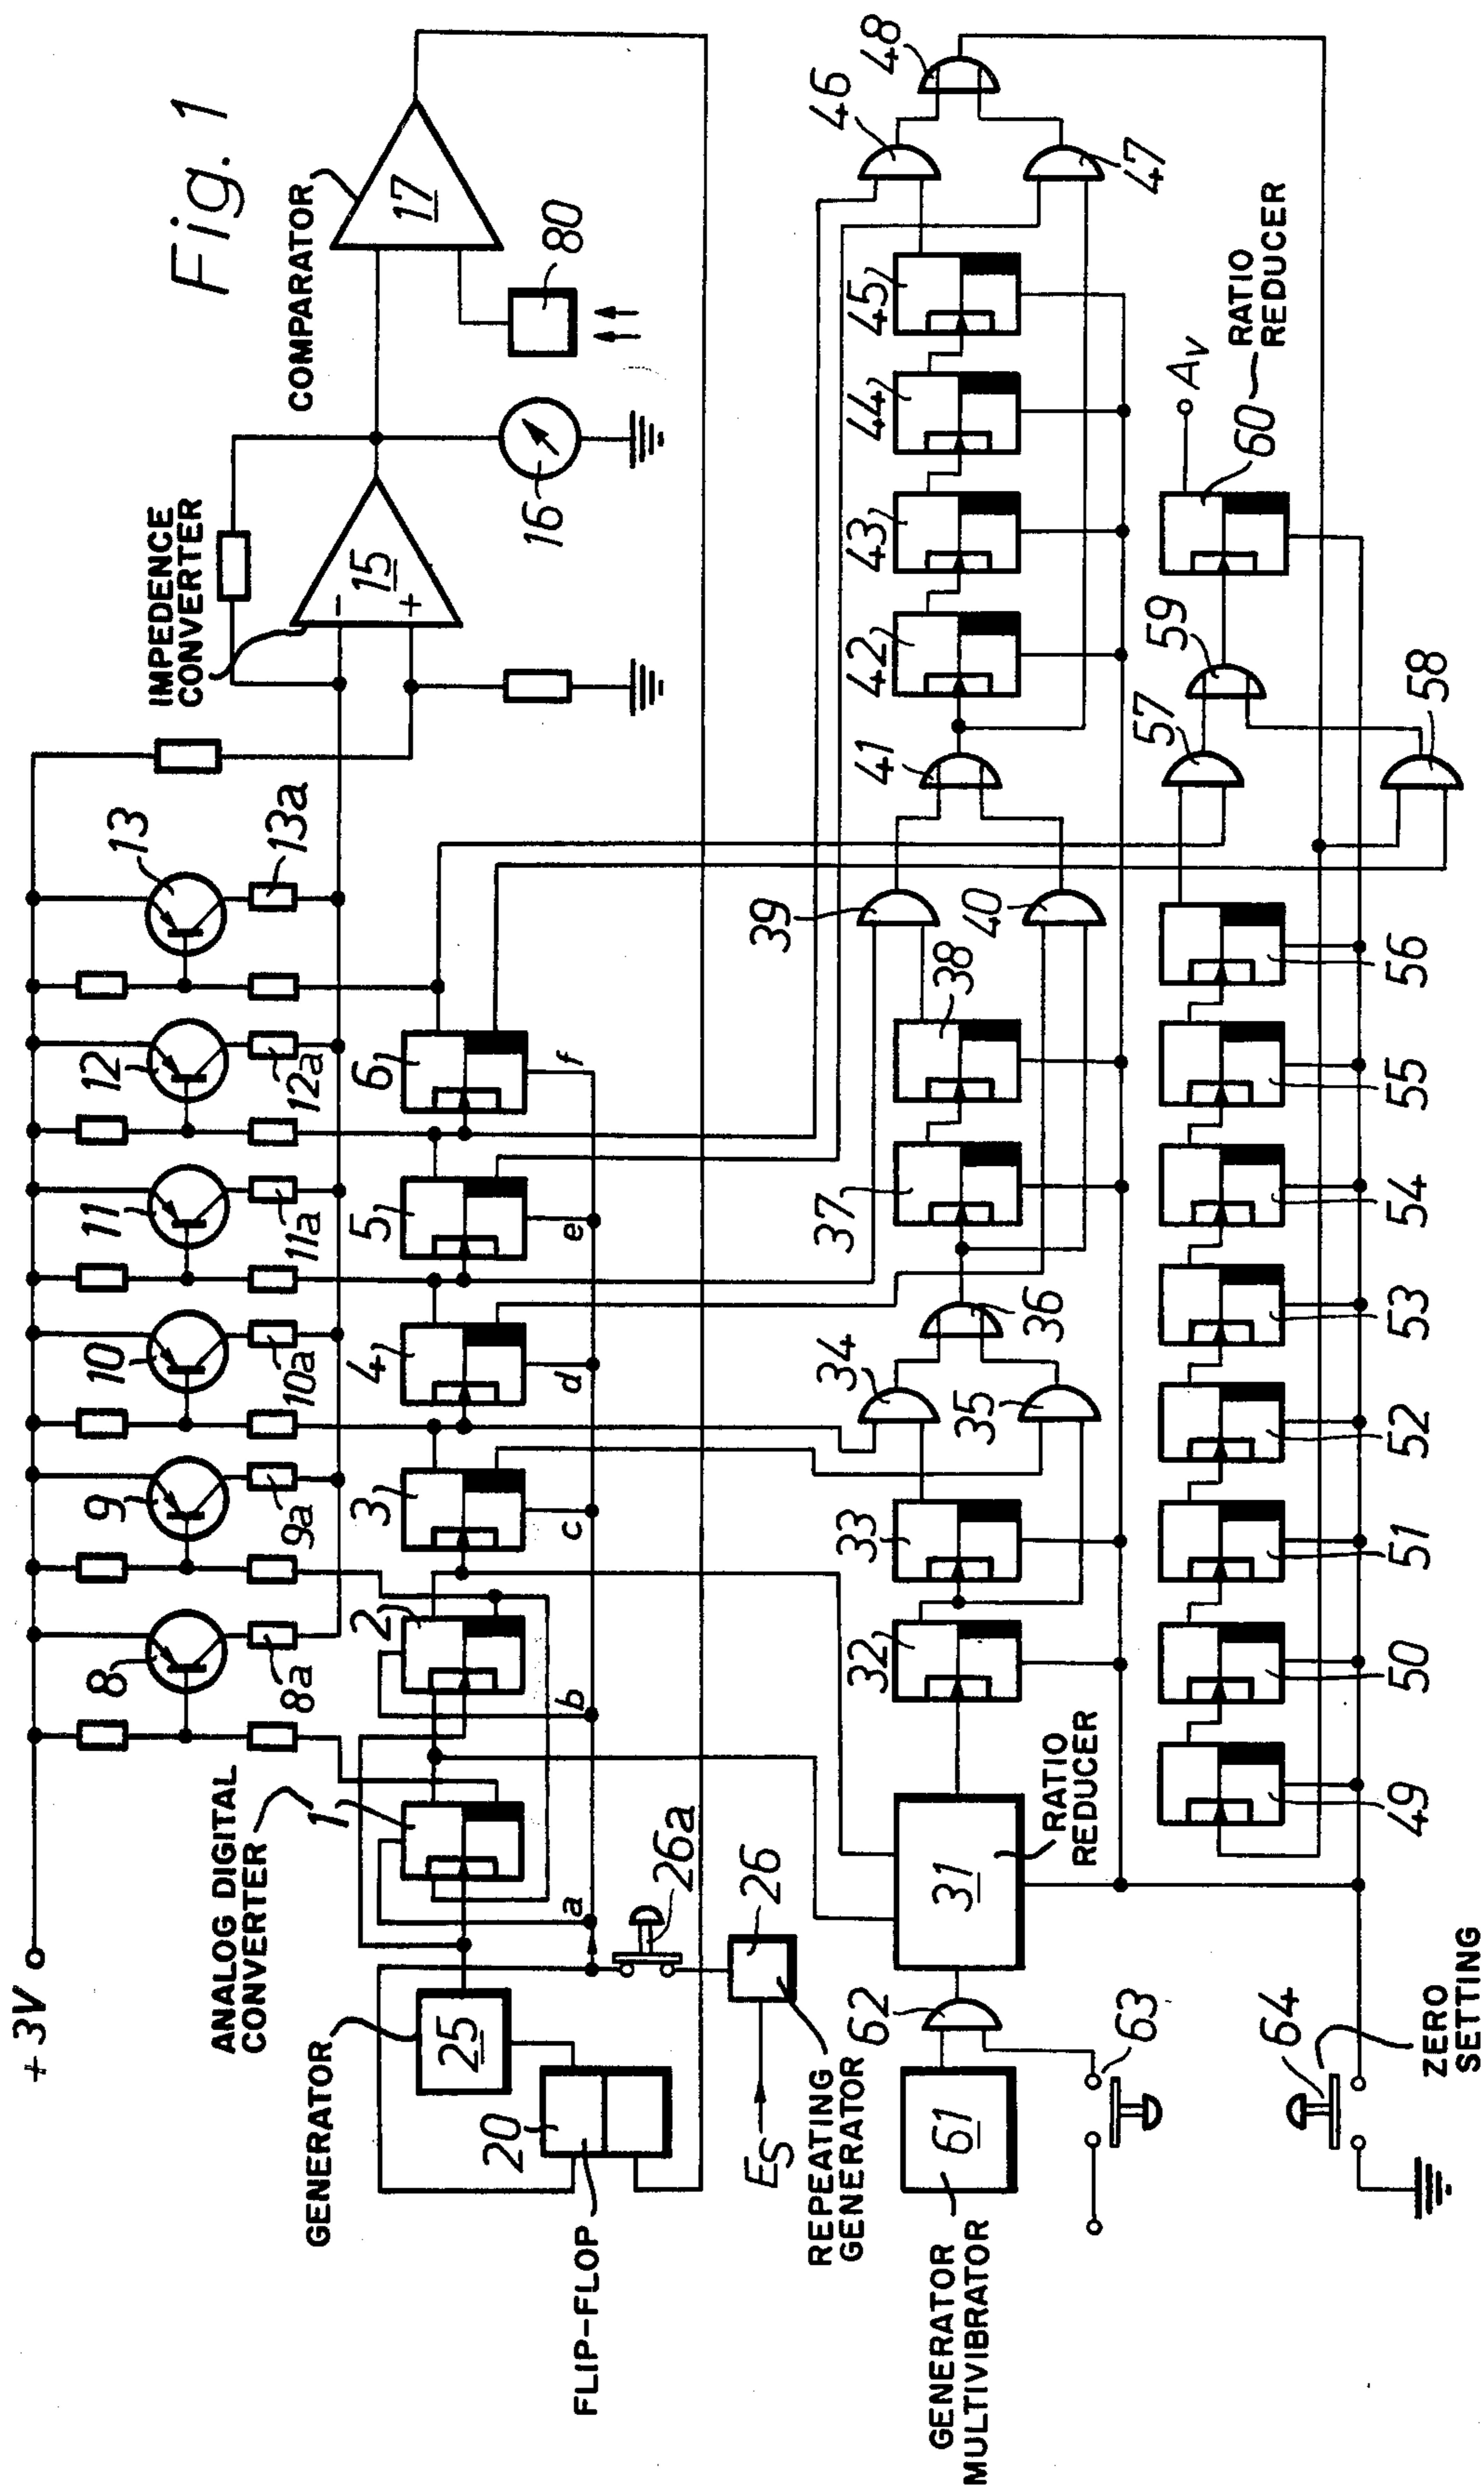 Fig. 1
+3V
ANALOG DIGITAL
CONVERTER
IMPEDENCE
CONVERTER
COMPARATOR
8
9
10
11
12
13
8a
9a
10a
11a
12a
13a
15
-
+
16
17
80
GENERATOR
25
1
2
3
4
5
6
a
b
c
d
e
f
20
FLIP-FLOP
26a
26
ES
REPEATING
GENERATOR
GENERATOR
MULTIVIBRATOR
61
62
63
31
RATIO
REDUCER
32
33
34
35
36
37
38
39
40
41
42
43
44
45
46
47
48
49
50
51
52
53
54
55
56
57
58
59
60
RATIO
REDUCER
AV
64
ZERO
SETTING